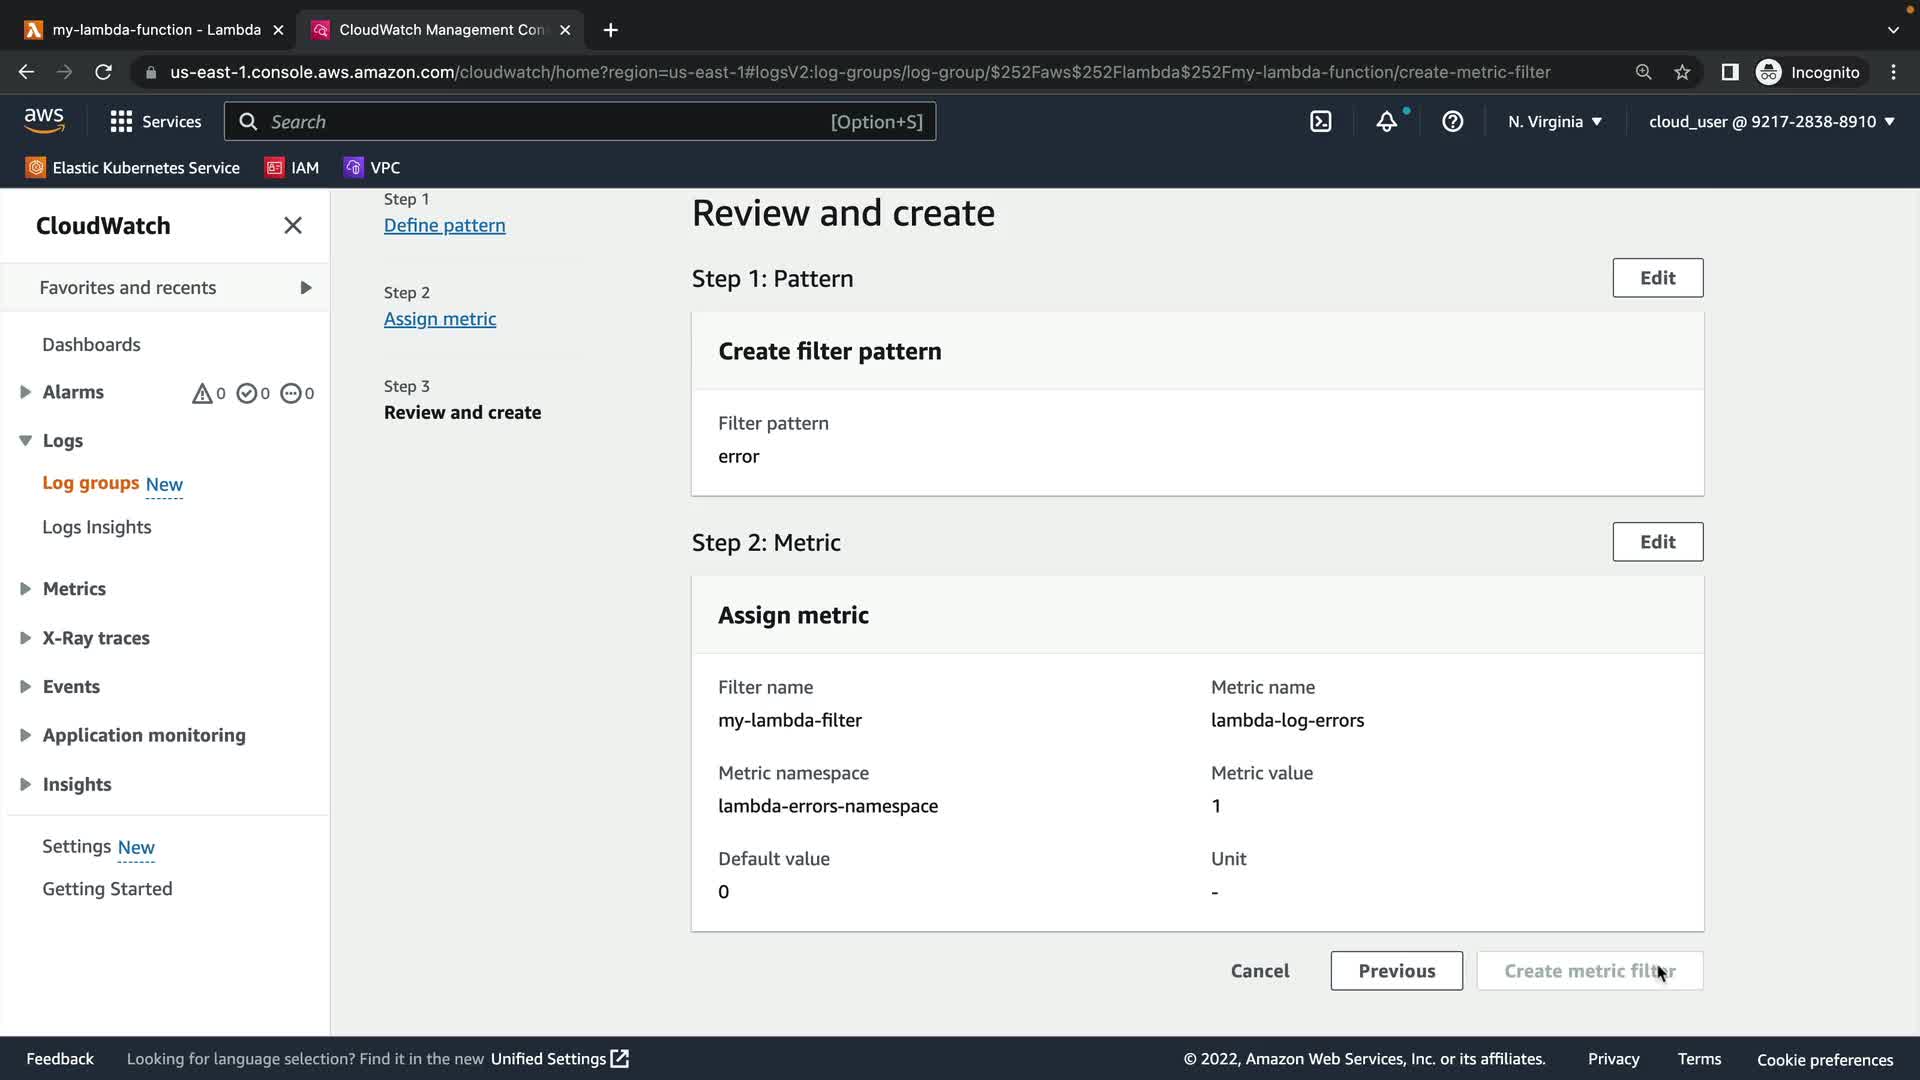 my-lambda-function - Lambda
CloudWatch Management Con
us-east-1.console.aws.amazon.com/cloudwatch/home?region=us-east-1#logsV2:log-groups/log-group/$252Faws$252Flambda$252Fmy-lambda-function/create-metric-filter
Incognito
aws
Services
Search
[Option+S]
N. Virginia
cloud_user @ 9217-2838-8910
Elastic Kubernetes Service
IAM
VPC
CloudWatch
Favorites and recents
Dashboards
Alarms
0
0
0
Logs
Log groups New
Logs Insights
Metrics
X-Ray traces
Events
Application monitoring
Insights
Settings New
Getting Started
Step 1
Define pattern
Step 2
Assign metric
Step 3
Review and create
Review and create
Step 1: Pattern
Edit
Create filter pattern
Filter pattern
error
Step 2: Metric
Edit
Assign metric
Filter name
my-lambda-filter
Metric name
lambda-log-errors
Metric namespace
lambda-errors-namespace
Metric value
1
Default value
0
Unit
-
Cancel
Previous
Create metric filter
Feedback
Looking for language selection? Find it in the new Unified Settings
© 2022, Amazon Web Services, Inc. or its affiliates.
Privacy
Terms
Cookie preferences